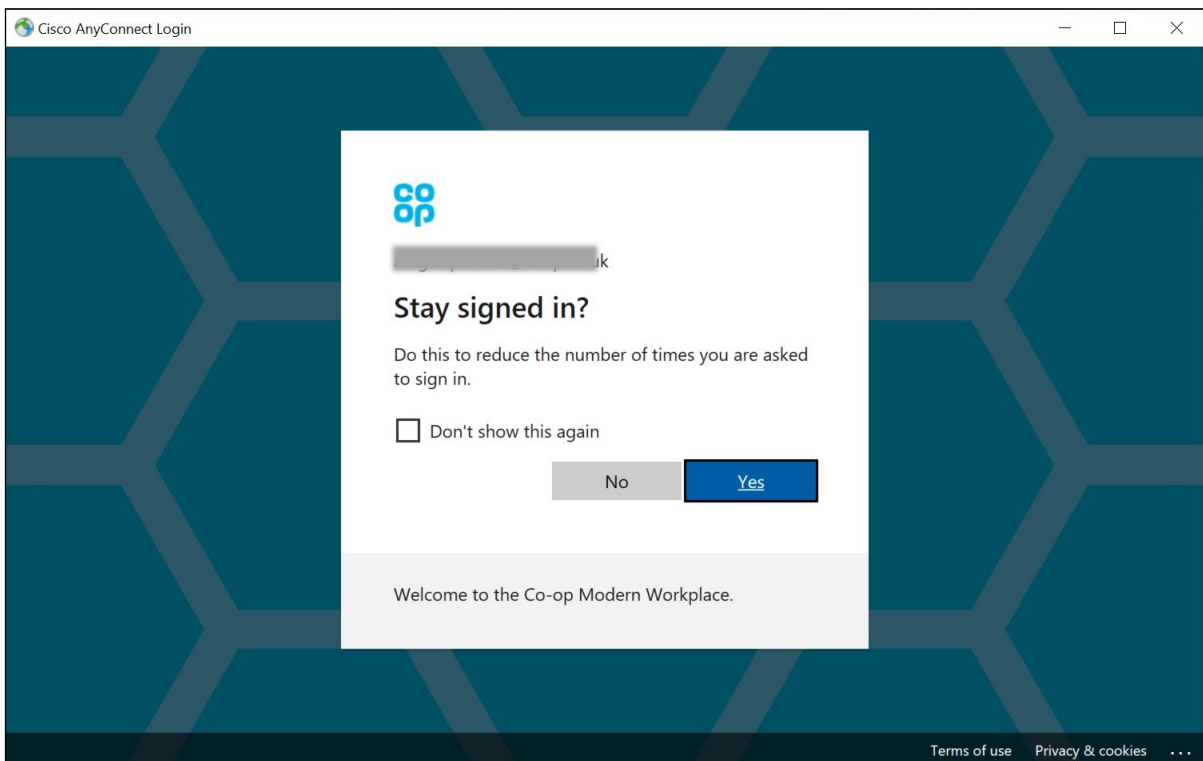 Cisco AnyConnect Login
co
op
uk
Stay signed in?
Do this to reduce the number of times you are asked
to sign in.
Don't show this again
No
Yes
Welcome to the Co-op Modern Workplace.
Terms of use
Privacy & cookies
...